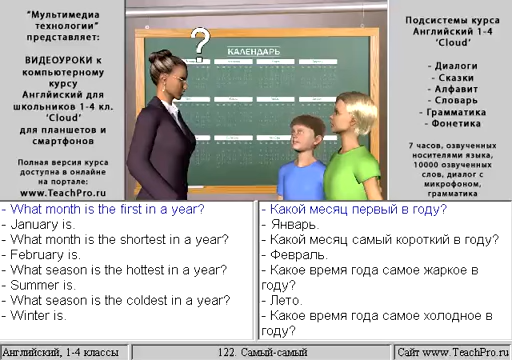 "Мультимедиа
технологии"
представляет:
ВИДЕОУРОКИ к
компьютерному
курсу
Английский для
школьников 1-4 кл.
'Cloud'
для планшетов и
смартфонов
Полная версия курса
доступна в онлайне
на портале:
www.TeachPro.ru
?
КАЛЕНДАРЬ
Подсистемы курса
Английский 1-4
'Cloud'
- Диалоги
- Сказки
- Алфавит
- Словарь
- Грамматика
- Фонетика
7 часов, озвученных
носителями языка,
10000 озвученных
слов, диалог с
микрофоном,
грамматика
- What month is the first in a year?
- January is.
- What month is the shortest in a year?
- February is.
- What season is the hottest in a year?
- Summer is.
- What season is the coldest in a year?
- Winter is.
- Какой месяц первый в году?
- Январь.
- Какой месяц самый короткий в году?
- Февраль.
- Какое время года самое жаркое в
году?
- Лето.
- Какое время года самое холодное в
году?
Английский, 1-4 классы
122. Самый-самый
Сайт www.TeachPro.ru